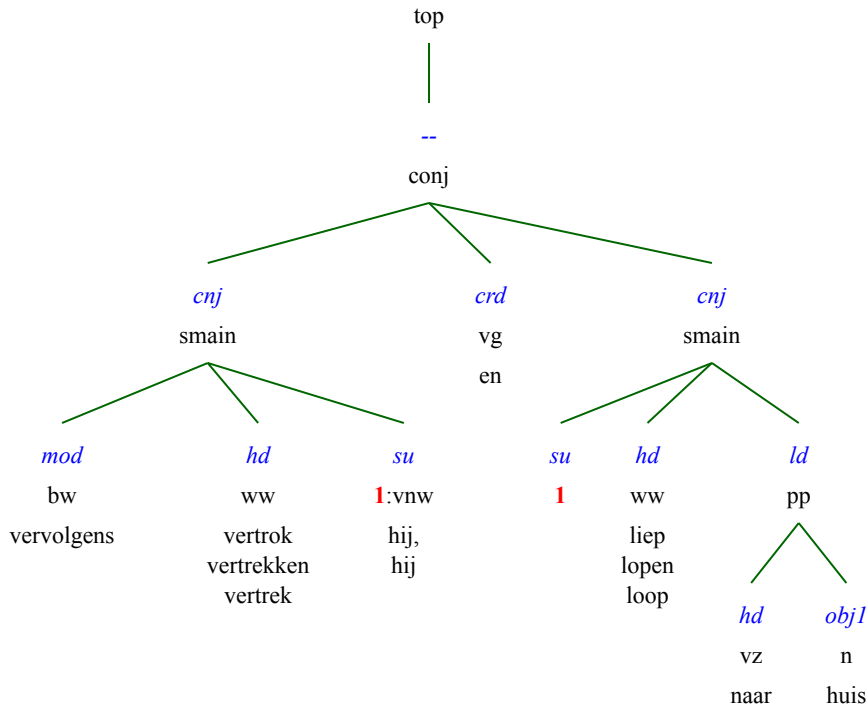 top
--
conj
cnj crd cnj
smain vg smain
en
mod hd su su hd ld
bw ww 1:vnw 1 ww pp
vervolgens vertrok hij, liep
vertrekken hij lopen
vertrek loop
hd obj1
vz n
naar huis